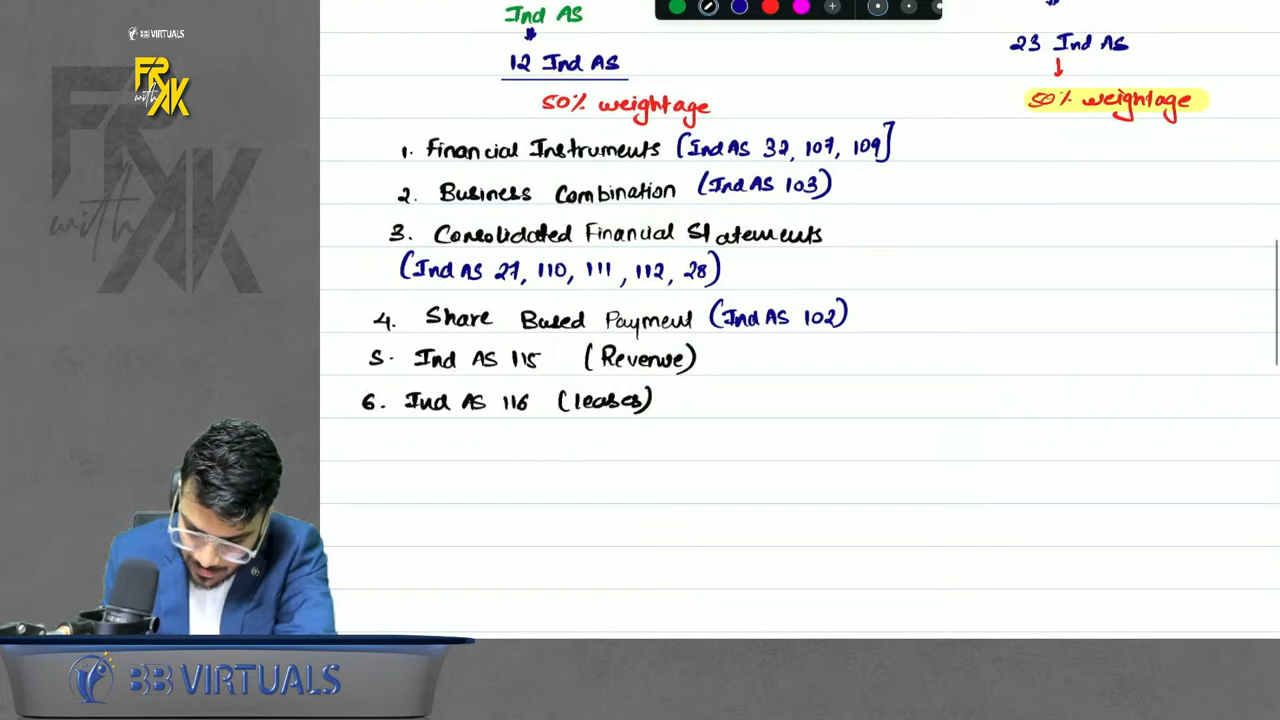 BB VIRTUALS
FR
with AK
FR
with AK
Ind AS
12 Ind AS
50% weightage
23 Ind AS
50% weightage
1. Financial Instruments (Ind AS 32, 107, 109]
2. Business Combination (Ind AS 103)
3. Consolidated Financial Statements
(Ind AS 27, 110, 111, 112, 28)
4. Share Based Payment (Ind AS 102)
5. Ind AS 115 (Revenue)
6. Ind AS 116 (leases)
BB VIRTUALS